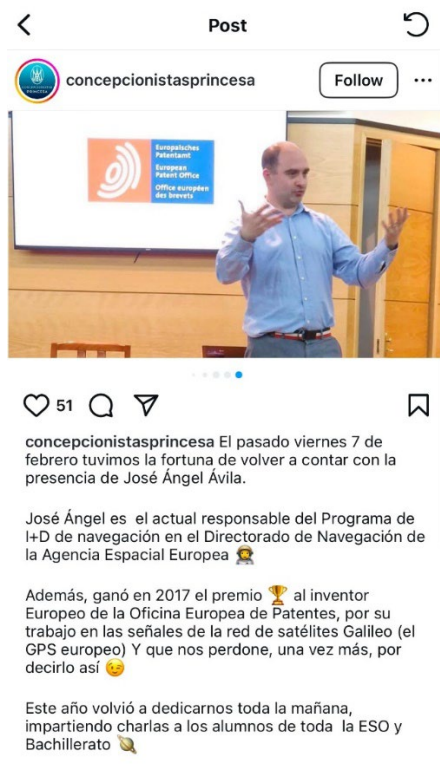 Post
concepcionistasprincesa
Follow
Europäisches
Patentamt
European
Patent Office
Office européen
des brevets
51
concepcionistasprincesa El pasado viernes 7 de
febrero tuvimos la fortuna de volver a contar con la
presencia de José Ángel Ávila.
José Ángel es el actual responsable del Programa de
I+D de navegación en el Directorado de Navegación de
la Agencia Espacial Europea 👩‍🚀
Además, ganó en 2017 el premio 🏆 al inventor
Europeo de la Oficina Europea de Patentes, por su
trabajo en las señales de la red de satélites Galileo (el
GPS europeo) Y que nos perdone, una vez más, por
decirlo así 😉
Este año volvió a dedicarnos toda la mañana,
impartiendo charlas a los alumnos de toda la ESO y
Bachillerato 🪐